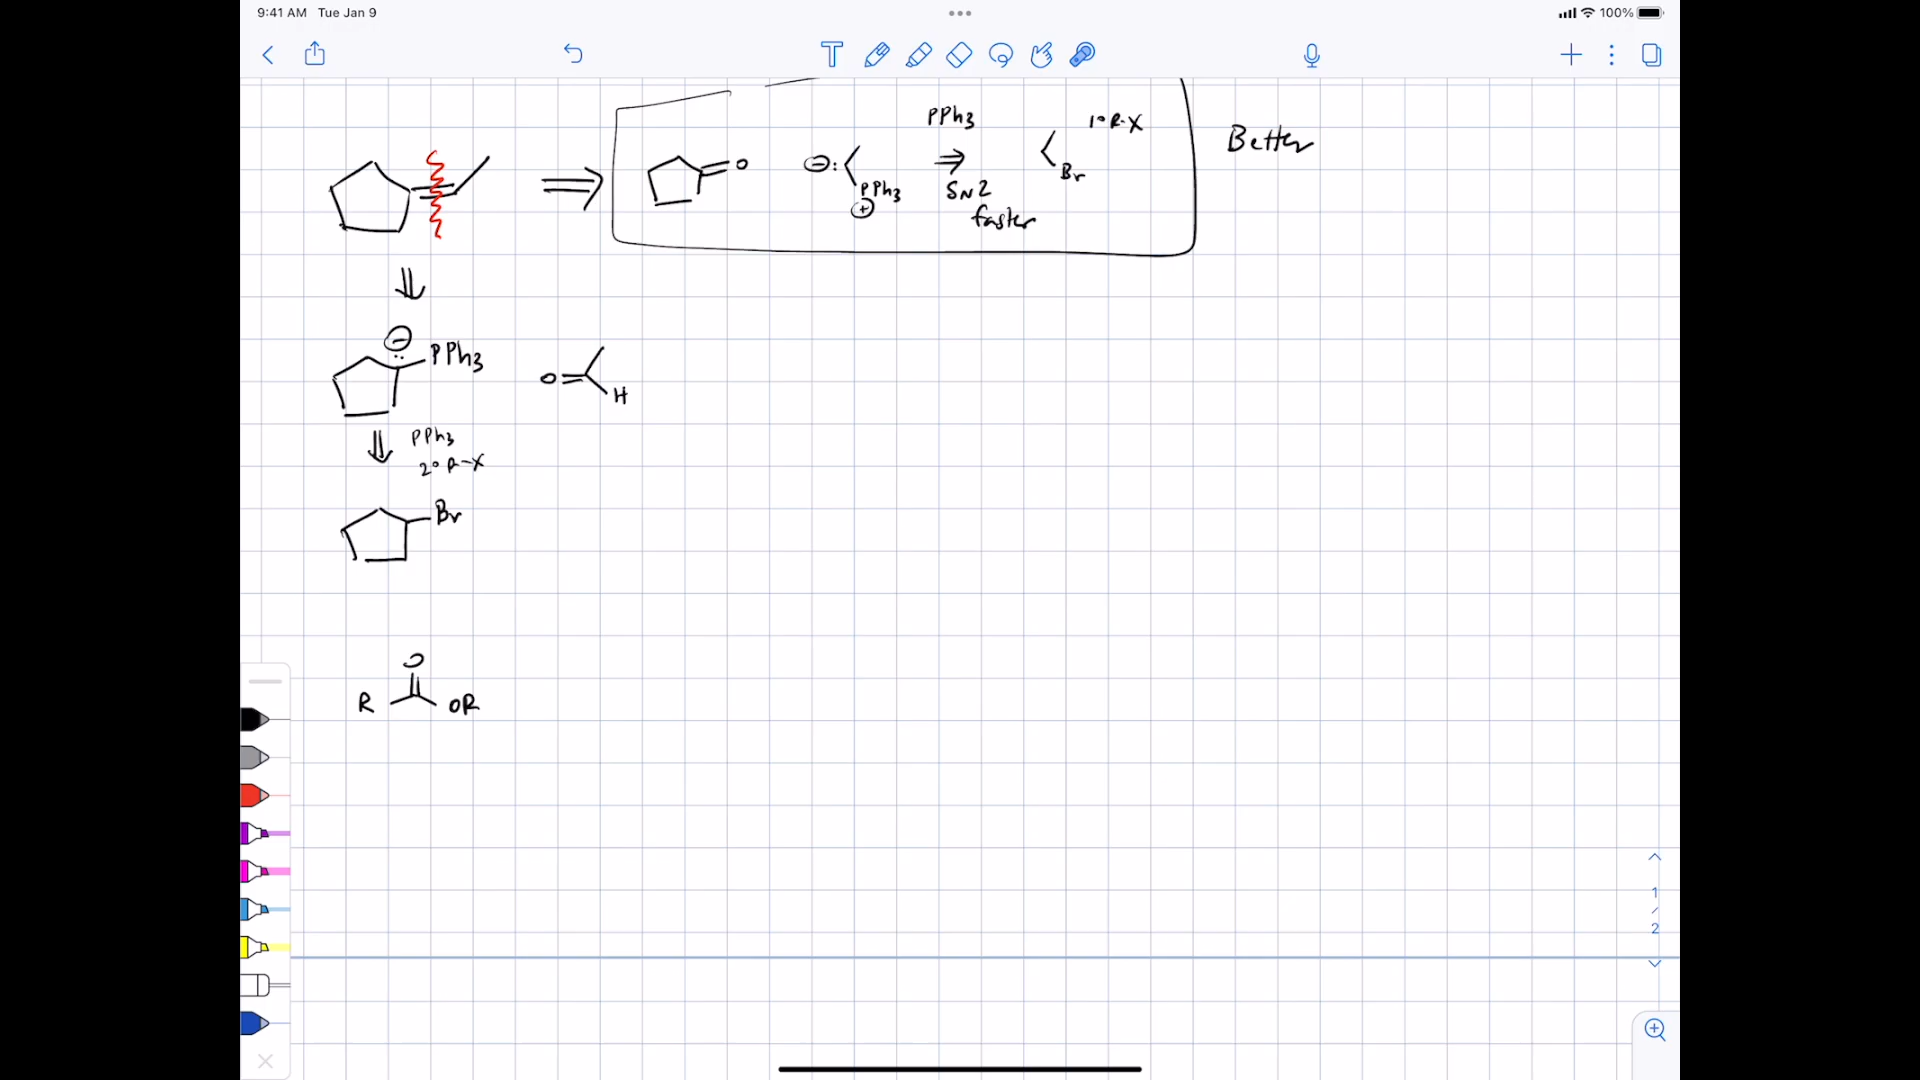 9:41 AM Tue Jan 9
100%
PPh3
1° R-X
Better
O
⊖:
PPh3
⊕
Br
SN2
faster
⊖
PPh3
O
H
PPh3
2° R-X
Br
O
R
OR
1
/
2